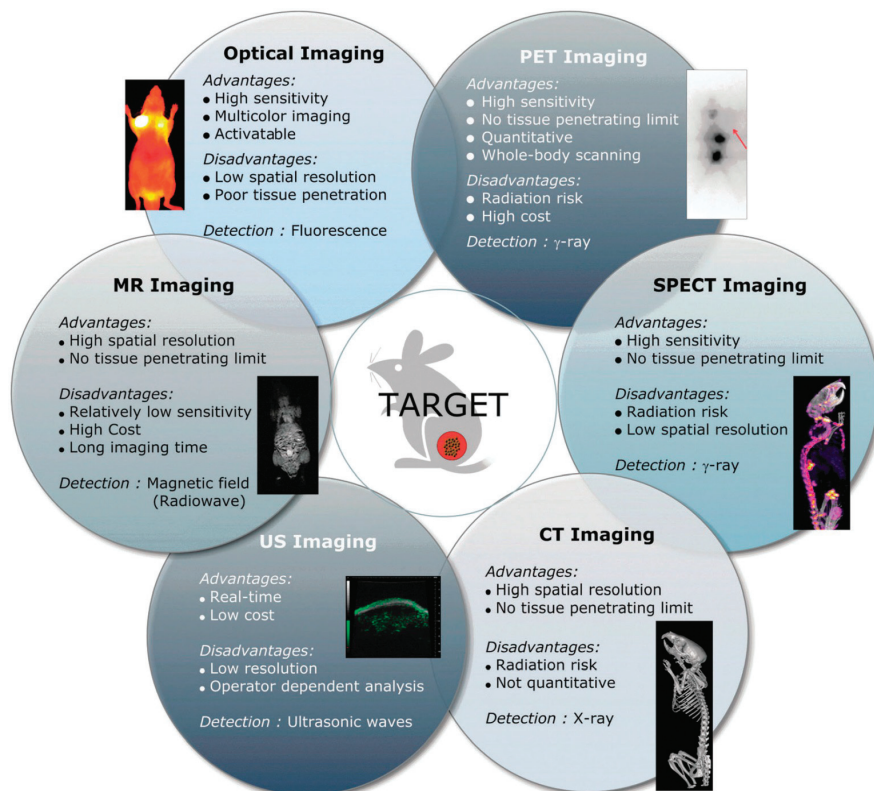 Optical Imaging
Advantages:
• High sensitivity
• Multicolor imaging
• Activatable
Disadvantages:
• Low spatial resolution
• Poor tissue penetration
Detection : Fluorescence
PET Imaging
Advantages:
• High sensitivity
• No tissue penetrating limit
• Quantitative
• Whole-body scanning
Disadvantages:
• Radiation risk
• High cost
Detection : γ-ray
MR Imaging
Advantages:
• High spatial resolution
• No tissue penetrating limit
Disadvantages:
• Relatively low sensitivity
• High Cost
• Long imaging time
Detection : Magnetic field
(Radiowave)
TARGET
SPECT Imaging
Advantages:
• High sensitivity
• No tissue penetrating limit
Disadvantages:
• Radiation risk
• Low spatial resolution
Detection : γ-ray
US Imaging
Advantages:
• Real-time
• Low cost
Disadvantages:
• Low resolution
• Operator dependent analysis
Detection : Ultrasonic waves
CT Imaging
Advantages:
• High spatial resolution
• No tissue penetrating limit
Disadvantages:
• Radiation risk
• Not quantitative
Detection : X-ray